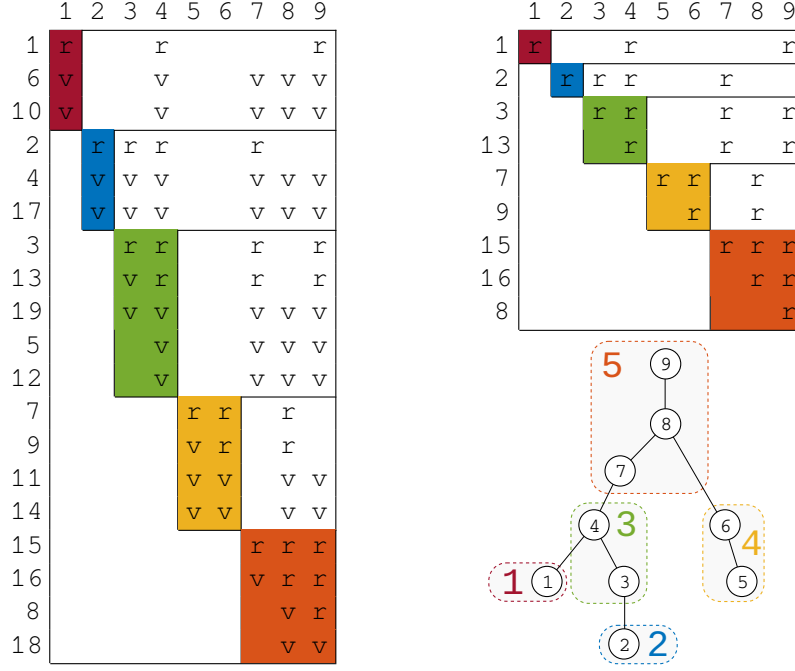 1 2 3 4 5 6 7 8 9
1 r r r
6 v v v v v
10 v v v v v
2 r r r r
4 v v v v v v
17 v v v v v v
3 r r r r
13 v r r r
19 v v v v v
5 v v v v
12 v v v v
7 r r r
9 v r r
11 v v v v
14 v v v v
15 r r r
16 v r r
8 v r
18 v v
1 2 3 4 5 6 7 8 9
1 r r r
2 r r r r
3 r r r r
13 r r r
7 r r r
9 r r
15 r r r
16 r r
8 r
5 9
8
7
4 3 6 4
1 1 3 5
2 2